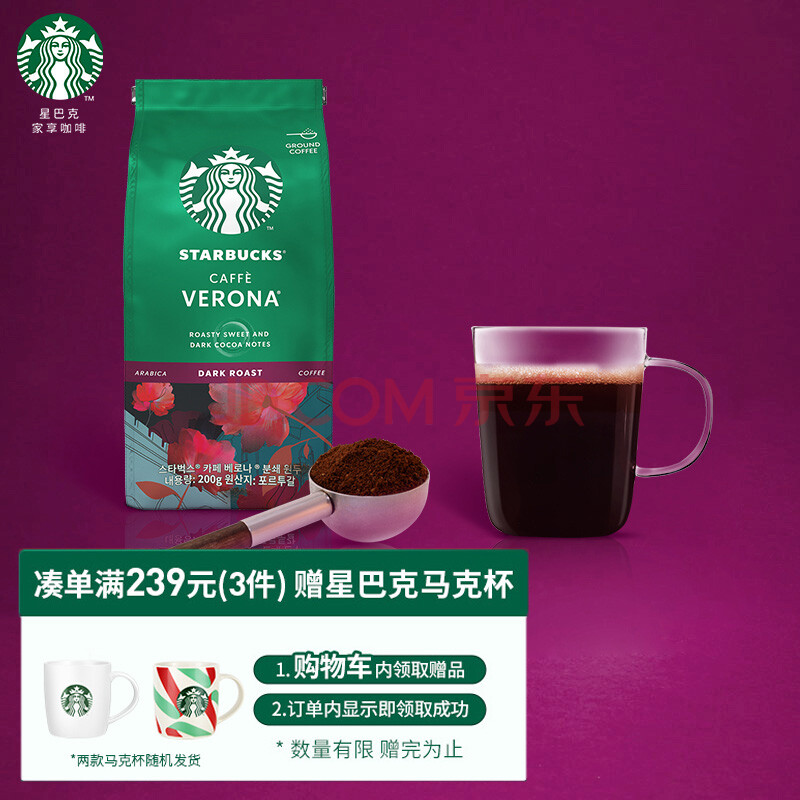 星巴克
家享咖啡
GROUND
COFFEE
STARBUCKS®
CAFFÈ
VERONA®
ROASTY SWEET AND
DARK COCOA NOTES
ARABICA DARK ROAST COFFEE
JD.COM 京东
스타벅스® 카페 베로나® 분쇄 원두
내용량: 200g 원산지: 포르투갈
凑单满239元(3件) 赠星巴克马克杯
1. 购物车内领取赠品
2.订单内显示即领取成功
*两款马克杯随机发货
* 数量有限 赠完为止